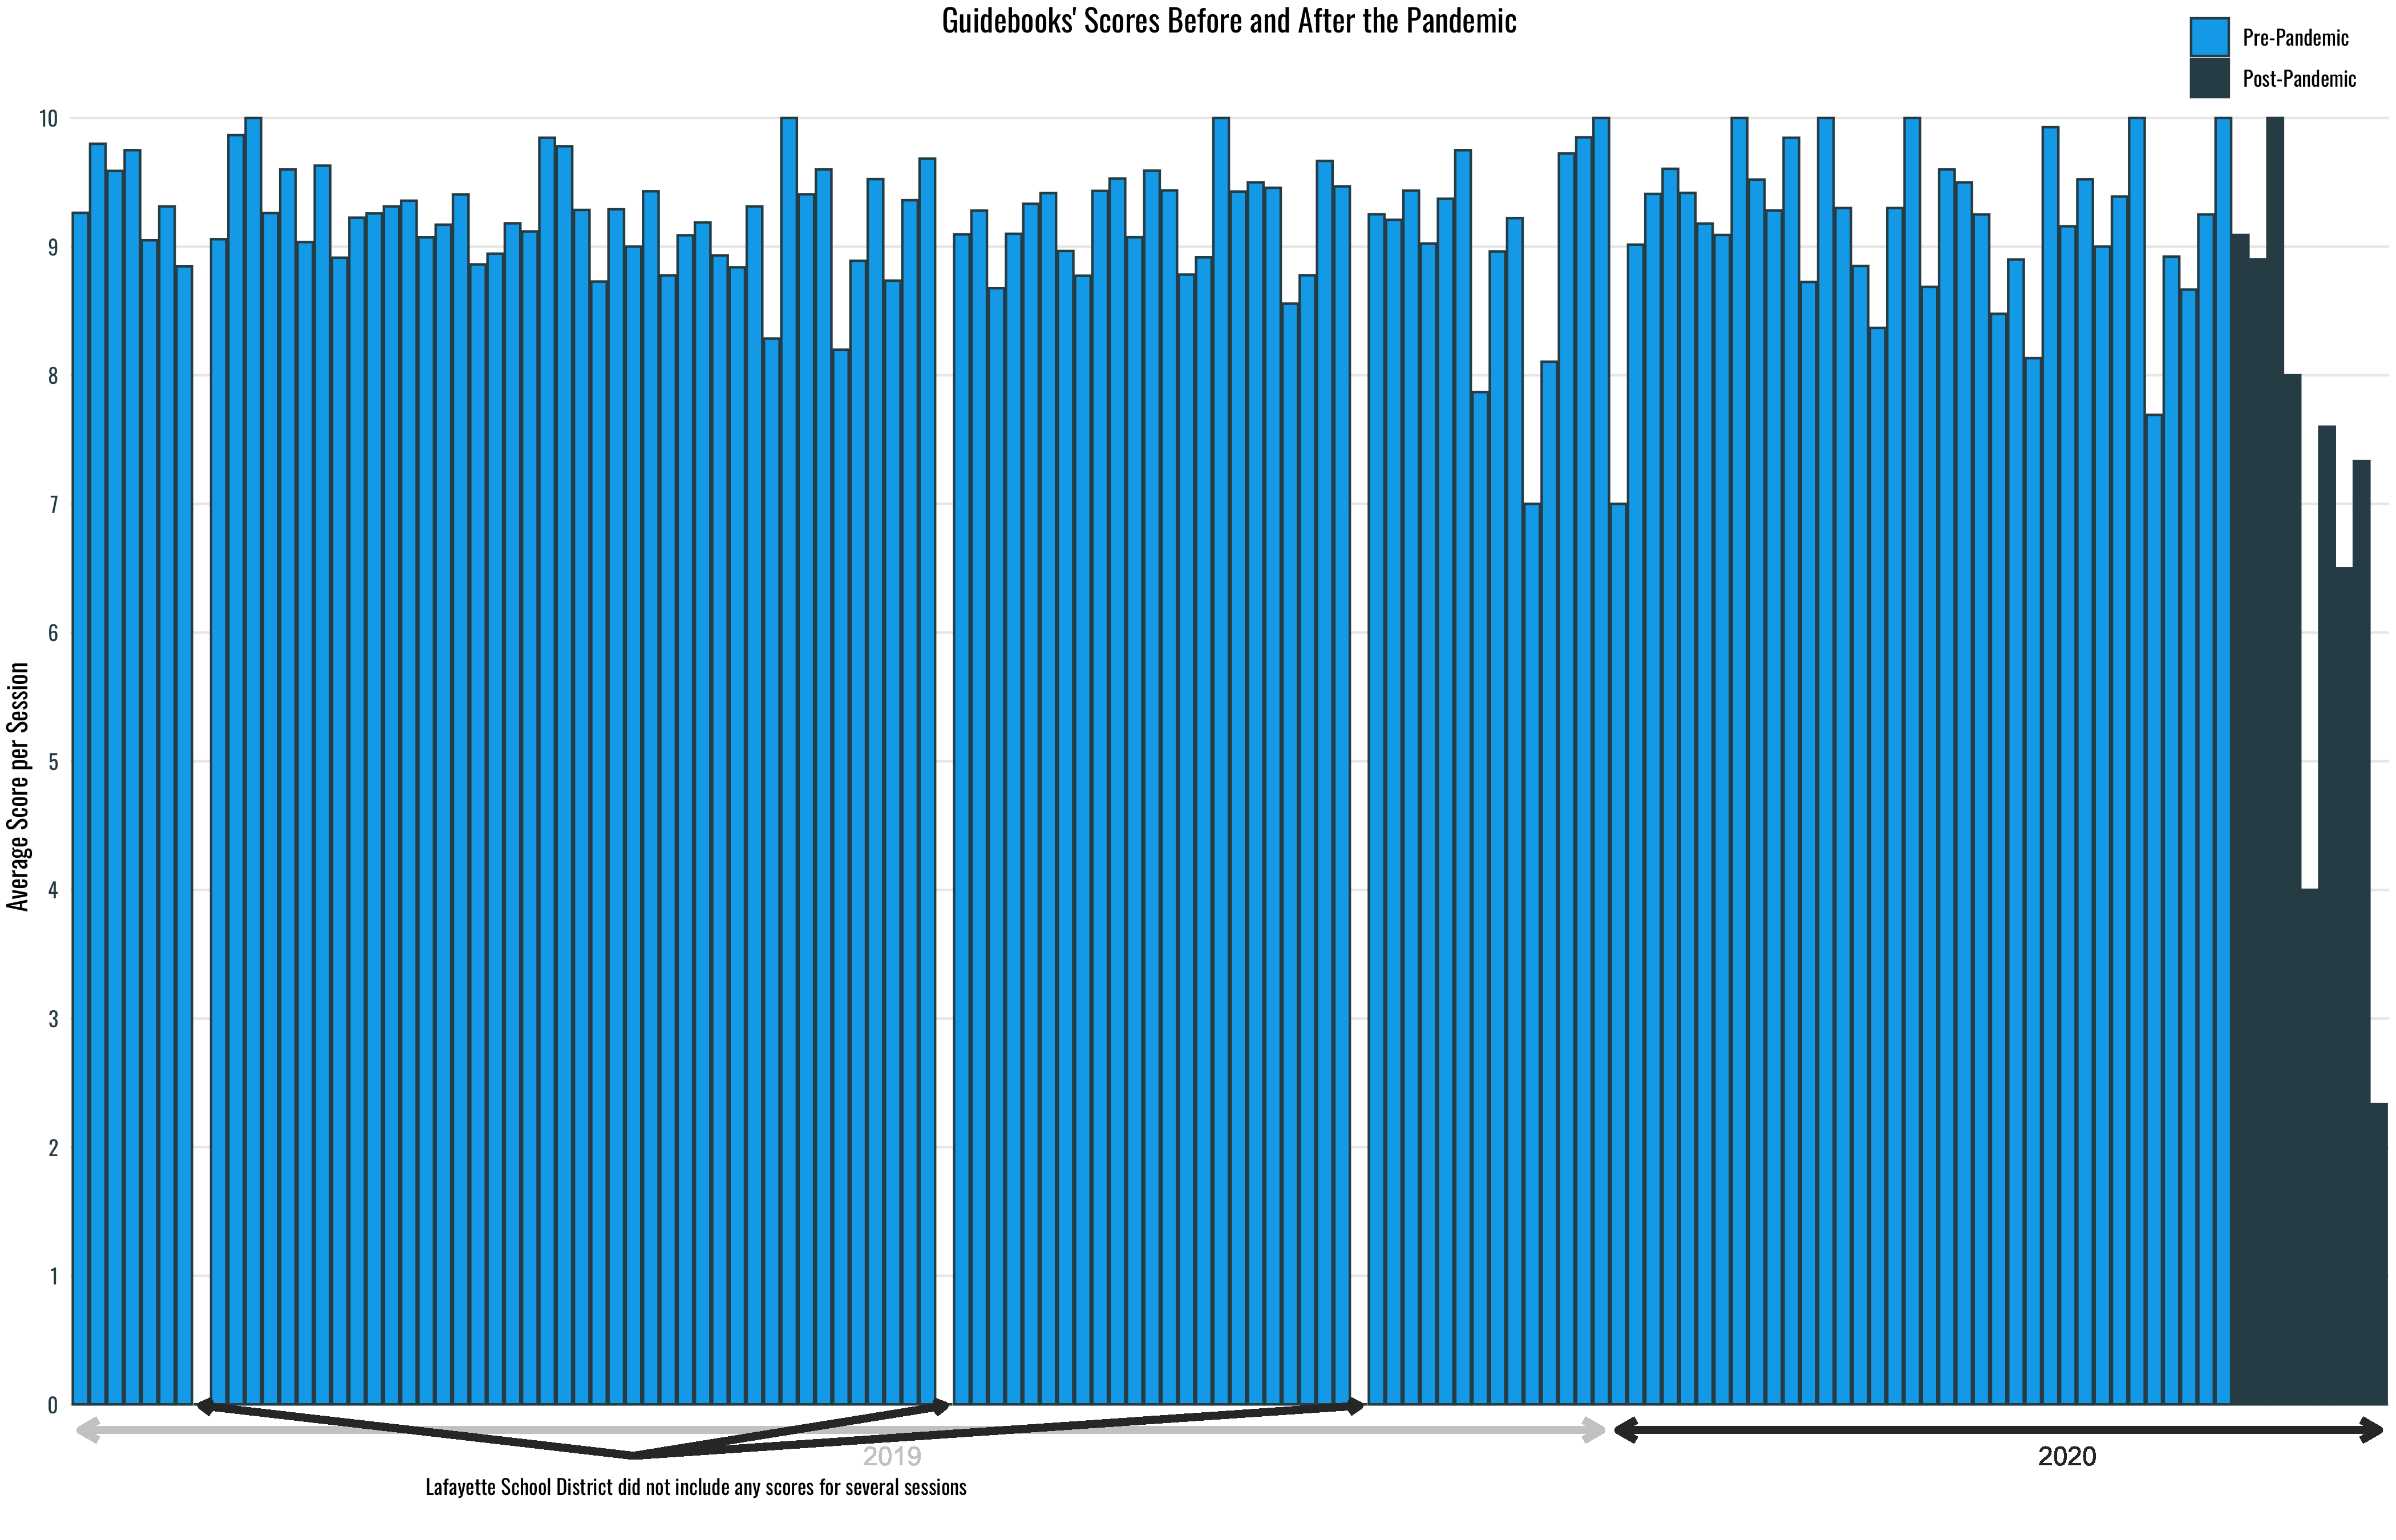 Guidebooks' Scores Before and After the Pandemic
Pre-Pandemic
Post-Pandemic
Average Score per Session
10
9
8
7
6
5
4
3
2
1
0
2019
2020
Lafayette School District did not include any scores for several sessions